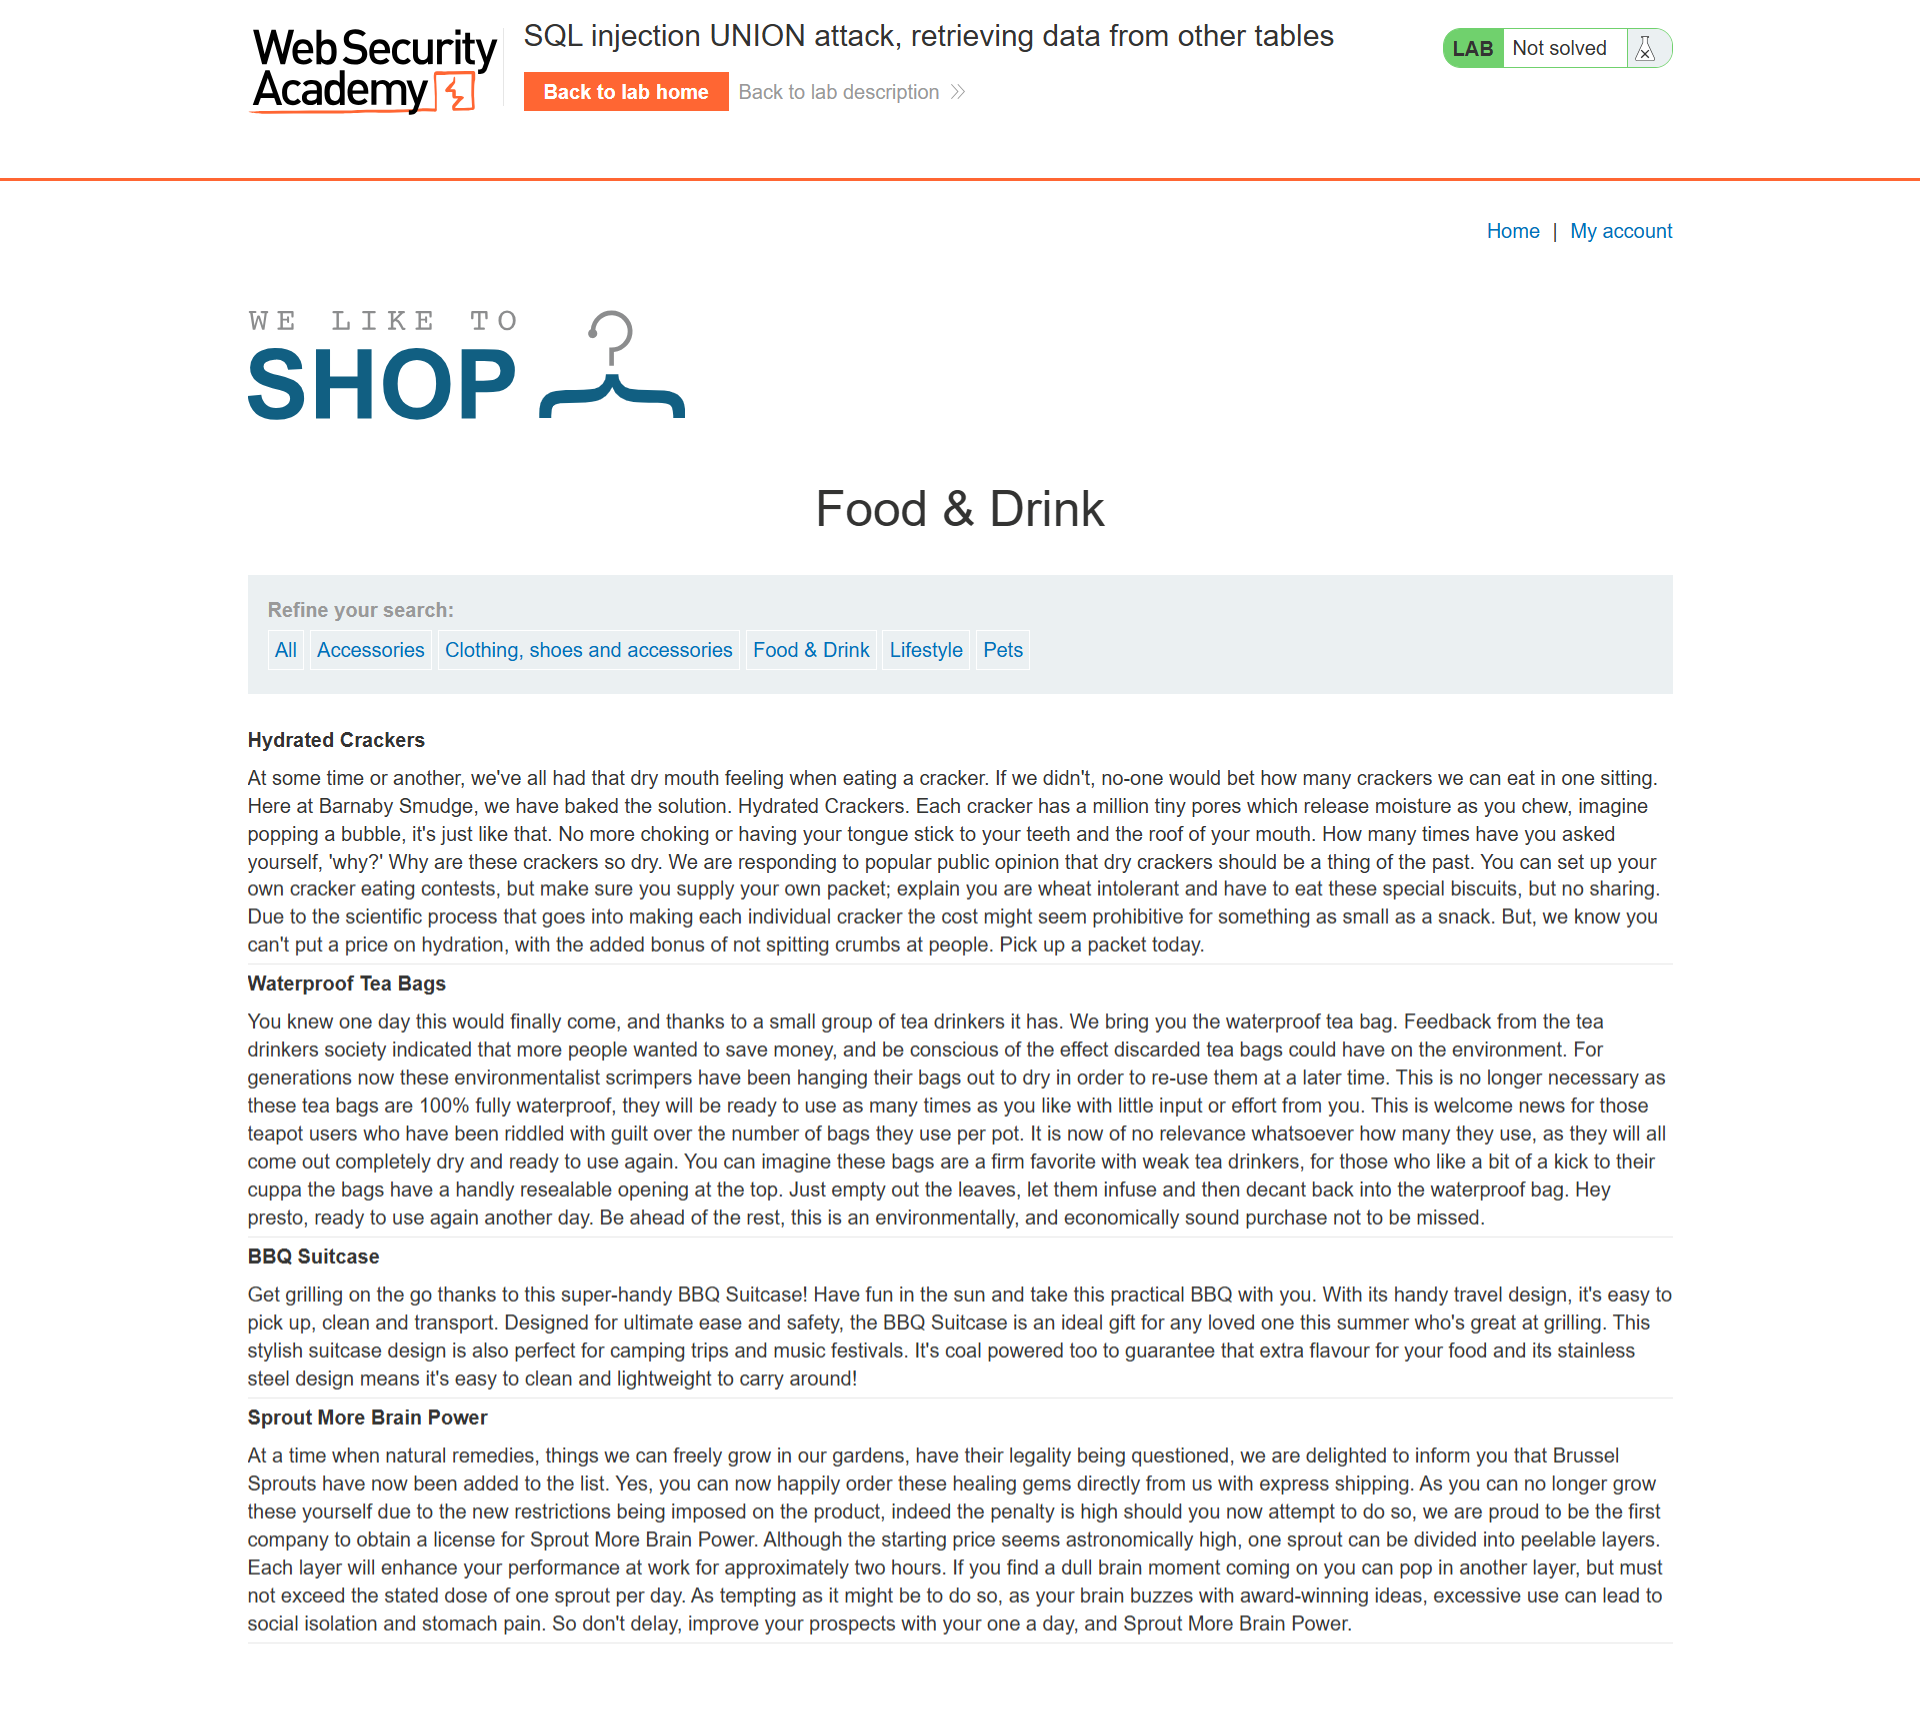 Web Security
Academy
SQL injection UNION attack, retrieving data from other tables
Back to lab home
Back to lab description
LAB Not solved
Home | My account
WE LIKE TO
SHOP
Food & Drink
Refine your search:
All Accessories Clothing, shoes and accessories Food & Drink Lifestyle Pets
Hydrated Crackers
At some time or another, we've all had that dry mouth feeling when eating a cracker. If we didn't, no-one would bet how many crackers we can eat in one sitting.
Here at Barnaby Smudge, we have baked the solution. Hydrated Crackers. Each cracker has a million tiny pores which release moisture as you chew, imagine
popping a bubble, it's just like that. No more choking or having your tongue stick to your teeth and the roof of your mouth. How many times have you asked
yourself, 'why?' Why are these crackers so dry. We are responding to popular public opinion that dry crackers should be a thing of the past. You can set up your
own cracker eating contests, but make sure you supply your own packet; explain you are wheat intolerant and have to eat these special biscuits, but no sharing.
Due to the scientific process that goes into making each individual cracker the cost might seem prohibitive for something as small as a snack. But, we know you
can't put a price on hydration, with the added bonus of not spitting crumbs at people. Pick up a packet today.
Waterproof Tea Bags
You knew one day this would finally come, and thanks to a small group of tea drinkers it has. We bring you the waterproof tea bag. Feedback from the tea
drinkers society indicated that more people wanted to save money, and be conscious of the effect discarded tea bags could have on the environment. For
generations now these environmentalist scrimpers have been hanging their bags out to dry in order to re-use them at a later time. This is no longer necessary as
these tea bags are 100% fully waterproof, they will be ready to use as many times as you like with little input or effort from you. This is welcome news for those
teapot users who have been riddled with guilt over the number of bags they use per pot. It is now of no relevance whatsoever how many they use, as they will all
come out completely dry and ready to use again. You can imagine these bags are a firm favorite with weak tea drinkers, for those who like a bit of a kick to their
cuppa the bags have a handly resealable opening at the top. Just empty out the leaves, let them infuse and then decant back into the waterproof bag. Hey
presto, ready to use again another day. Be ahead of the rest, this is an environmentally, and economically sound purchase not to be missed.
BBQ Suitcase
Get grilling on the go thanks to this super-handy BBQ Suitcase! Have fun in the sun and take this practical BBQ with you. With its handy travel design, it's easy to
pick up, clean and transport. Designed for ultimate ease and safety, the BBQ Suitcase is an ideal gift for any loved one this summer who's great at grilling. This
stylish suitcase design is also perfect for camping trips and music festivals. It's coal powered too to guarantee that extra flavour for your food and its stainless
steel design means it's easy to clean and lightweight to carry around!
Sprout More Brain Power
At a time when natural remedies, things we can freely grow in our gardens, have their legality being questioned, we are delighted to inform you that Brussel
Sprouts have now been added to the list. Yes, you can now happily order these healing gems directly from us with express shipping. As you can no longer grow
these yourself due to the new restrictions being imposed on the product, indeed the penalty is high should you now attempt to do so, we are proud to be the first
company to obtain a license for Sprout More Brain Power. Although the starting price seems astronomically high, one sprout can be divided into peelable layers.
Each layer will enhance your performance at work for approximately two hours. If you find a dull brain moment coming on you can pop in another layer, but must
not exceed the stated dose of one sprout per day. As tempting as it might be to do so, as your brain buzzes with award-winning ideas, excessive use can lead to
social isolation and stomach pain. So don't delay, improve your prospects with your one a day, and Sprout More Brain Power.